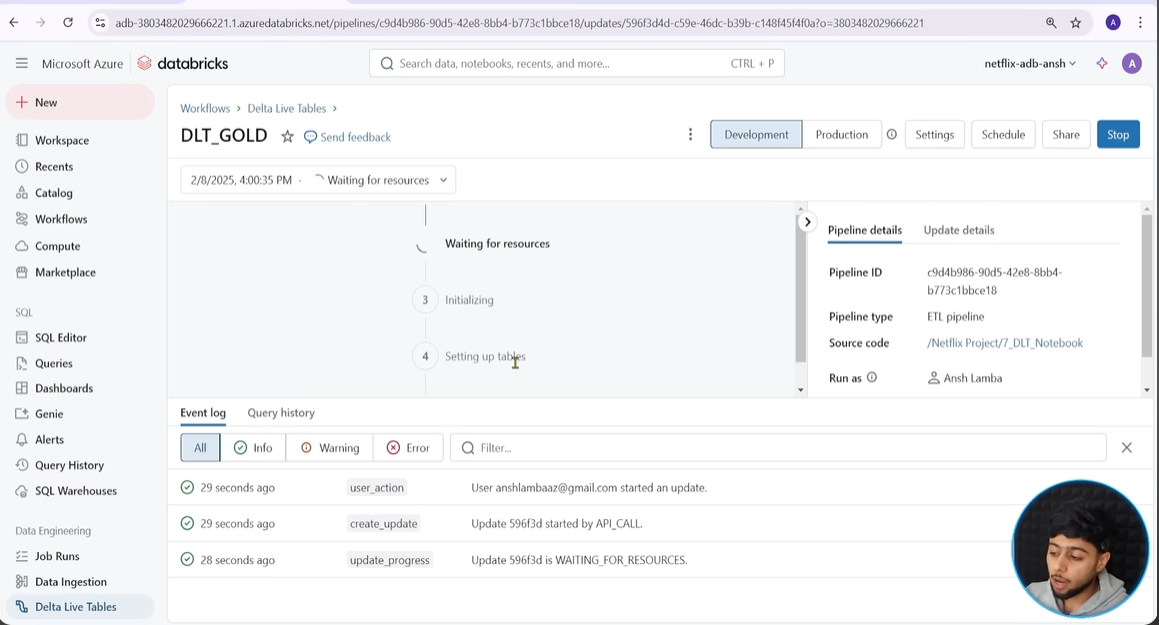 adb-3803482029666221.1.azuredatabricks.net/pipelines/c9d4b986-90d5-42e8-8bb4-b773c1bbce18/updates/596f3d4d-c59e-46dc-b39b-c148f45f4f0a?o=3803482029666221
A
Microsoft Azure
databricks
Search data, notebooks, recents, and more...
CTRL + P
netflix-adb-ansh
A
New
Workspace
Recents
Catalog
Workflows
Compute
Marketplace
SQL
SQL Editor
Queries
Dashboards
Genie
Alerts
Query History
SQL Warehouses
Data Engineering
Job Runs
Data Ingestion
Delta Live Tables
Workflows › Delta Live Tables ›
DLT_GOLD
Send feedback
Development
Production
Settings
Schedule
Share
Stop
2/8/2025, 4:00:35 PM · Waiting for resources
Waiting for resources
3 Initializing
4 Setting up tables
Pipeline details
Update details
Pipeline ID
c9d4b986-90d5-42e8-8bb4-
b773c1bbce18
Pipeline type
ETL pipeline
Source code
/Netflix Project/7_DLT_Notebook
Run as
Ansh Lamba
Event log
Query history
All
Info
Warning
Error
Filter...
29 seconds ago user_action User anshlambaaz@gmail.com started an update.
29 seconds ago create_update Update 596f3d started by API_CALL.
28 seconds ago update_progress Update 596f3d is WAITING_FOR_RESOURCES.